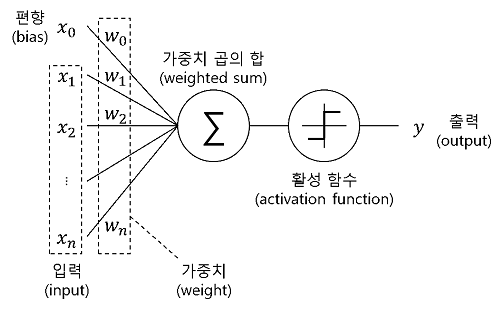 편향
(bias)
x₀
w₀
x₁
w₁
x₂
w₂
...
xₙ
wₙ
가중치 곱의 합
(weighted sum)
∑
활성 함수
(activation function)
y
출력
(output)
입력
(input)
가중치
(weight)